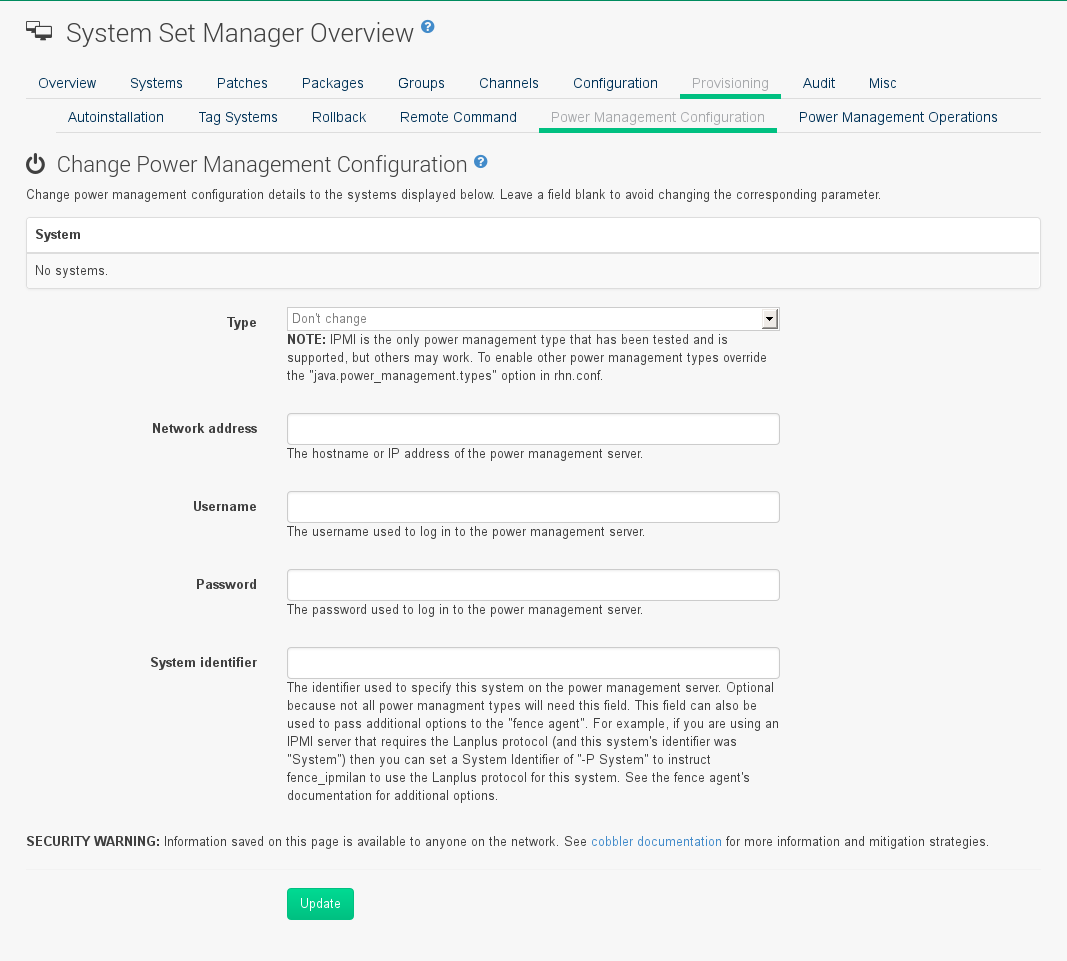 System Set Manager Overview ?
Overview Systems Patches Packages Groups Channels Configuration Provisioning Audit Misc
Autoinstallation Tag Systems Rollback Remote Command Power Management Configuration Power Management Operations
Change Power Management Configuration ?
Change power management configuration details to the systems displayed below. Leave a field blank to avoid changing the corresponding parameter.
System
No systems.
Type Don't change
NOTE: IPMI is the only power management type that has been tested and is
supported, but others may work. To enable other power management types override
the "java.power_management.types" option in rhn.conf.
Network address
The hostname or IP address of the power management server.
Username
The username used to log in to the power management server.
Password
The password used to log in to the power management server.
System identifier
The identifier used to specify this system on the power management server. Optional
because not all power managment types will need this field. This field can also be
used to pass additional options to the "fence agent". For example, if you are using an
IPMI server that requires the Lanplus protocol (and this system's identifier was
"System") then you can set a System Identifier of "-P System" to instruct
fence_ipmilan to use the Lanplus protocol for this system. See the fence agent's
documentation for additional options.
SECURITY WARNING: Information saved on this page is available to anyone on the network. See cobbler documentation for more information and mitigation strategies.
Update